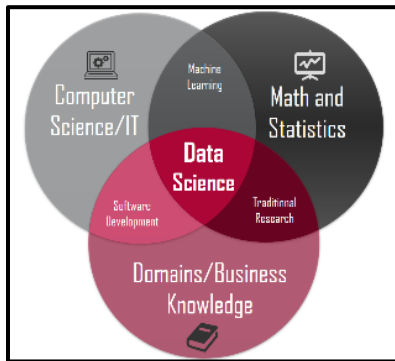 Machine
Learning
Computer
Science/IT
Math and
Statistics
Data
Science
Software
Development
Traditional
Research
Domains/Business
Knowledge